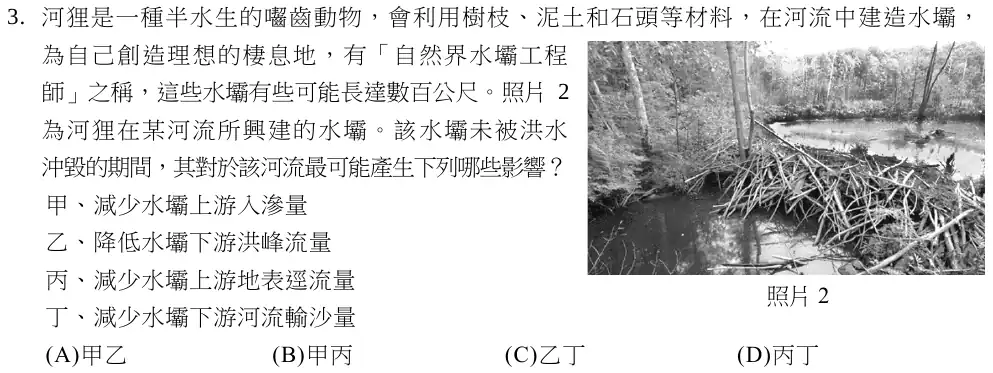 3. 河狸是一種半水生的囓齒動物，會利用樹枝、泥土和石頭等材料，在河流中建造水壩，
為自己創造理想的棲息地，有「自然界水壩工程
師」之稱，這些水壩有些可能長達數百公尺。照片 2
為河狸在某河流所興建的水壩。該水壩未被洪水
沖毀的期間，其對於該河流最可能產生下列哪些影響？
甲、減少水壩上游入滲量
乙、降低水壩下游洪峰流量
丙、減少水壩上游地表逕流量
丁、減少水壩下游河流輸沙量
照片 2
(A)甲乙 (B)甲丙 (C)乙丁 (D)丙丁